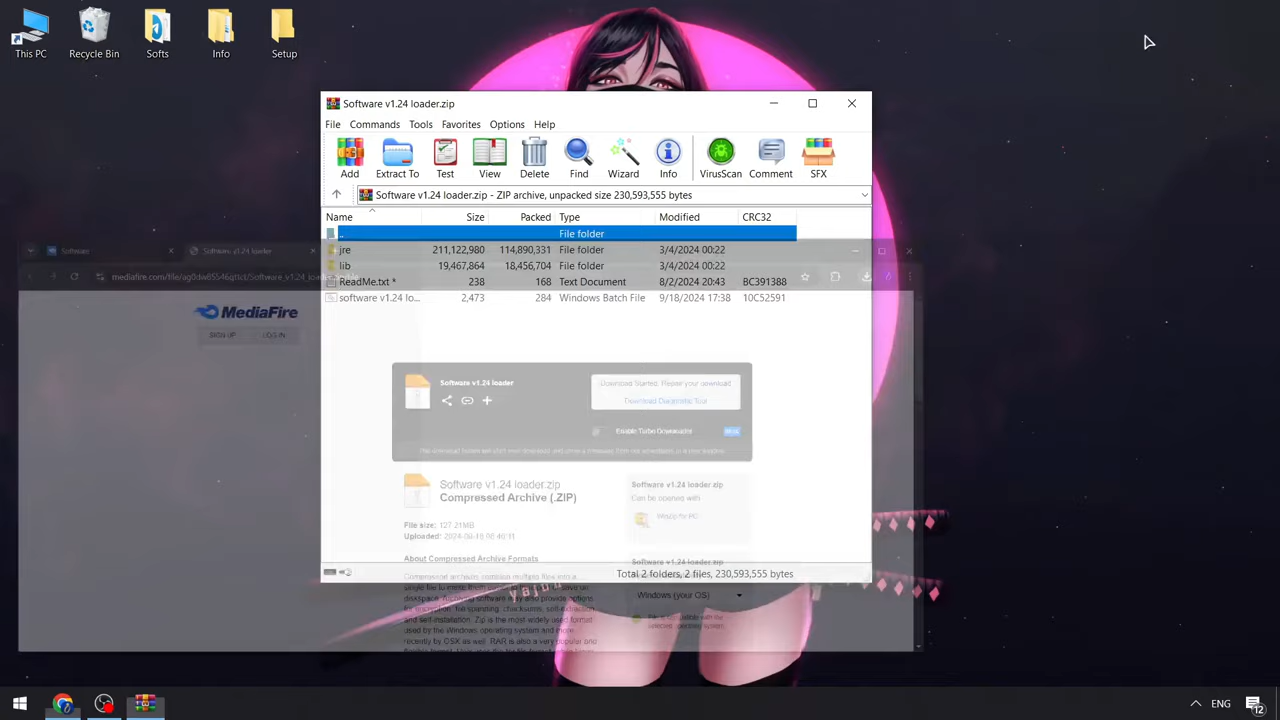 This PC
Recycle Bin
Softs
Info
Setup
Software v1.24 loader.zip
File Commands Tools Favorites Options Help
Add Extract To Test View Delete Find Wizard Info VirusScan Comment SFX
Software v1.24 loader.zip - ZIP archive, unpacked size 230,593,555 bytes
Name Size Packed Type Modified CRC32
.. File folder
jre 211,122,980 114,890,331 File folder 3/4/2024 00:22
lib 19,467,864 18,456,704 File folder 3/4/2024 00:22
ReadMe.txt * 238 168 Text Document 8/2/2024 20:43 BC391388
software v1.24 lo... 2,473 284 Windows Batch File 9/18/2024 17:38 10C52591
Software
Software v1.24 loader
MediaFire
SIGN UP LOG IN
Software v1.24 loader
Download Started. Repair your download
Download Diagnostic Tool
Enable Turbo Downloader BETA
Software v1.24 loader.zip
Compressed Archive (.ZIP)
File size: 127.21MB
About Compressed Archive Formats
Software v1.24 loader.zip
Can be opened with
WinZip for PC
Software v1.24 loader.zip
Windows (your OS)
Total 2 folders, 2 files, 230,593,555 bytes
ENG
12